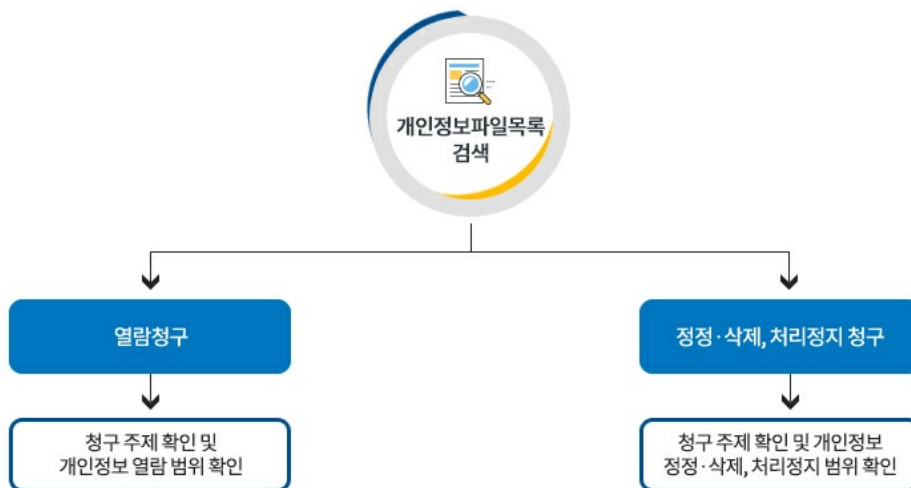 개인정보파일목록
검색
열람청구
정정·삭제, 처리정지 청구
청구 주제 확인 및
개인정보 열람 범위 확인
청구 주제 확인 및 개인정보
정정·삭제, 처리정지 범위 확인